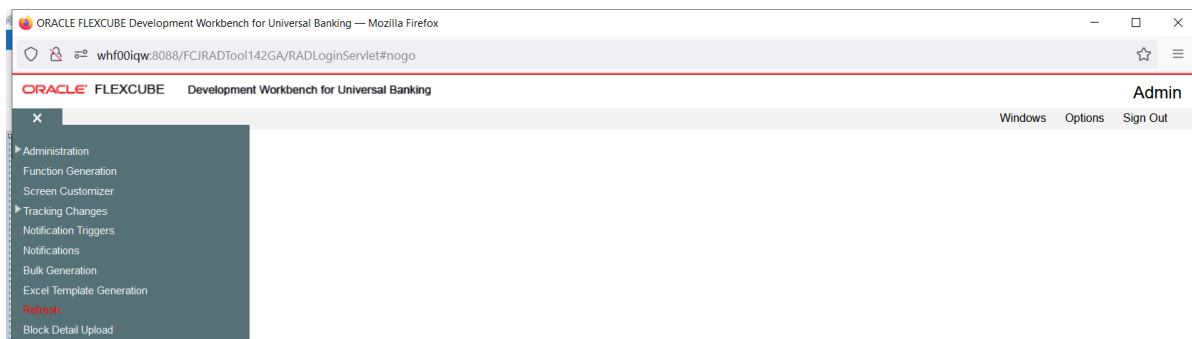 ORACLE FLEXCUBE Development Workbench for Universal Banking — Mozilla Firefox
whf00iqw:8088/FCJRADTool142GA/RADLoginServlet#nogo
ORACLE FLEXCUBE Development Workbench for Universal Banking
Admin
Windows Options Sign Out
Administration
Function Generation
Screen Customizer
Tracking Changes
Notification Triggers
Notifications
Bulk Generation
Excel Template Generation
Refresh
Block Detail Upload